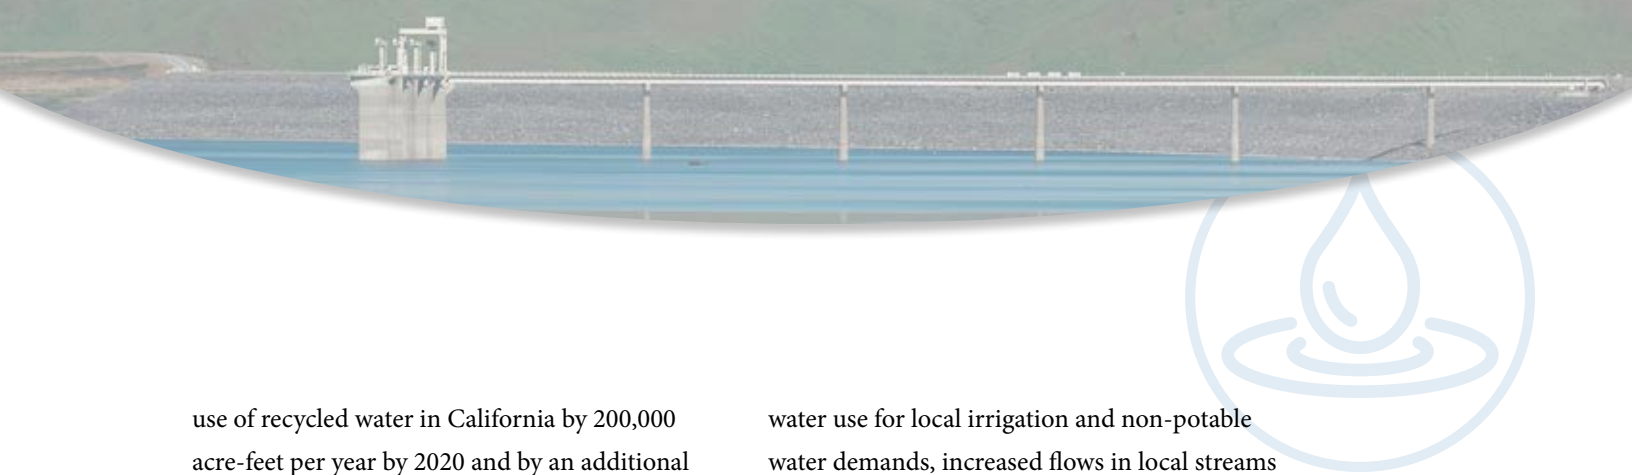 use of recycled water in California by 200,000
acre-feet per year by 2020 and by an additional
water use for local irrigation and non-potable
water demands, increased flows in local streams